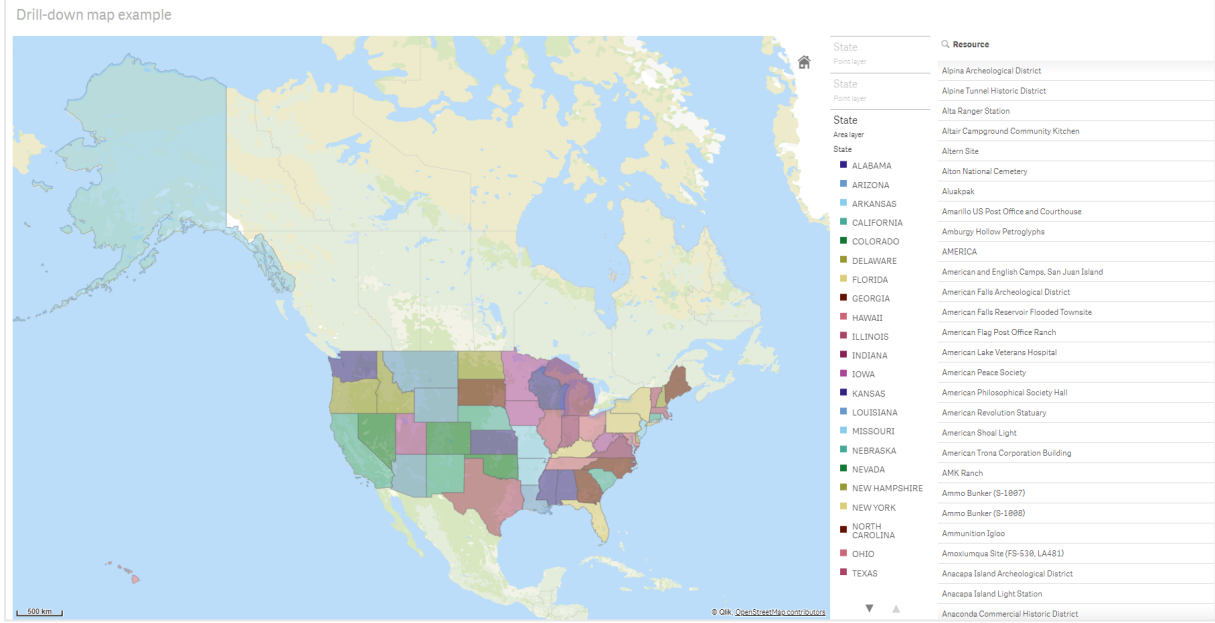 Drill-down map example
State
Point layer
State
Point layer
State
Area layer
State
ALABAMA
ARIZONA
ARKANSAS
CALIFORNIA
COLORADO
DELAWARE
FLORIDA
GEORGIA
HAWAII
ILLINOIS
INDIANA
IOWA
KANSAS
LOUISIANA
MISSOURI
NEBRASKA
NEVADA
NEW HAMPSHIRE
NEW YORK
NORTH
CAROLINA
OHIO
TEXAS
Resource
Alpina Archeological District
Alpine Tunnel Historic District
Alta Ranger Station
Altair Campground Community Kitchen
Altern Site
Alton National Cemetery
Aluakpak
Amarillo US Post Office and Courthouse
Amburgy Hollow Petroglyphs
AMERICA
American and English Camps, San Juan Island
American Falls Archeological District
American Falls Reservoir Flooded Townsite
American Flag Post Office Ranch
American Lake Veterans Hospital
American Peace Society
American Philosophical Society Hall
American Revolution Statuary
American Shoal Light
American Trona Corporation Building
AMK Ranch
Ammo Bunker (S-1007)
Ammo Bunker (S-1008)
Ammunition Igloo
Amoxiumqua Site (FS-530, LA481)
Anacapa Island Archeological District
Anacapa Island Light Station
Anaconda Commercial Historic District
500 km
© Qlik, OpenStreetMap contributors